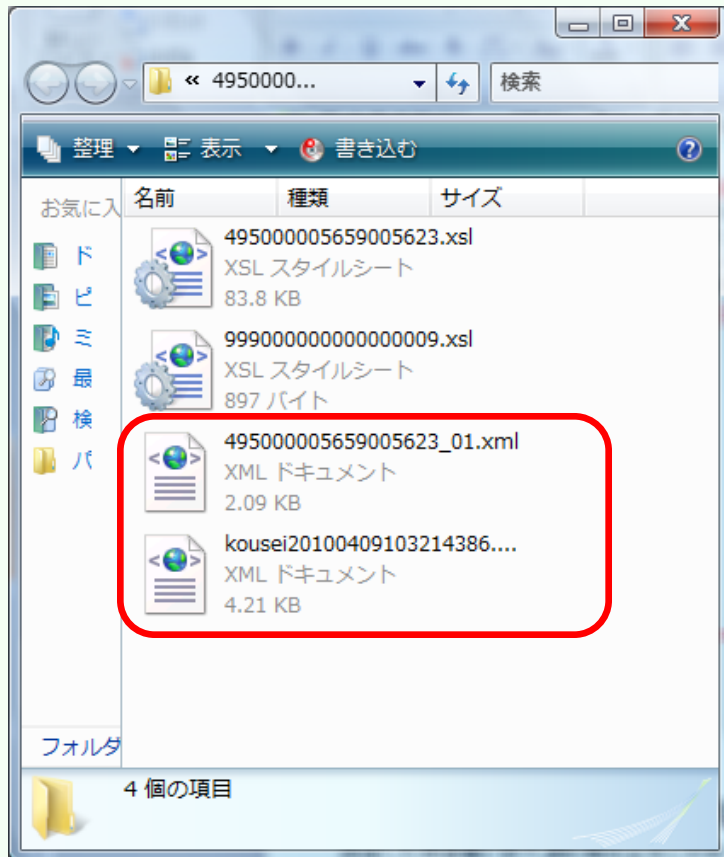 « 4950000...
検索
整理 表示 書き込む
お気に入
名前 種類 サイズ
ド
ピ
ミ
最
検
パ
495000005659005623.xsl
XSL スタイルシート
83.8 KB
999000000000000009.xsl
XSL スタイルシート
897 バイト
495000005659005623_01.xml
XML ドキュメント
2.09 KB
kousei20100409103214386....
XML ドキュメント
4.21 KB
フォルダ
4 個の項目